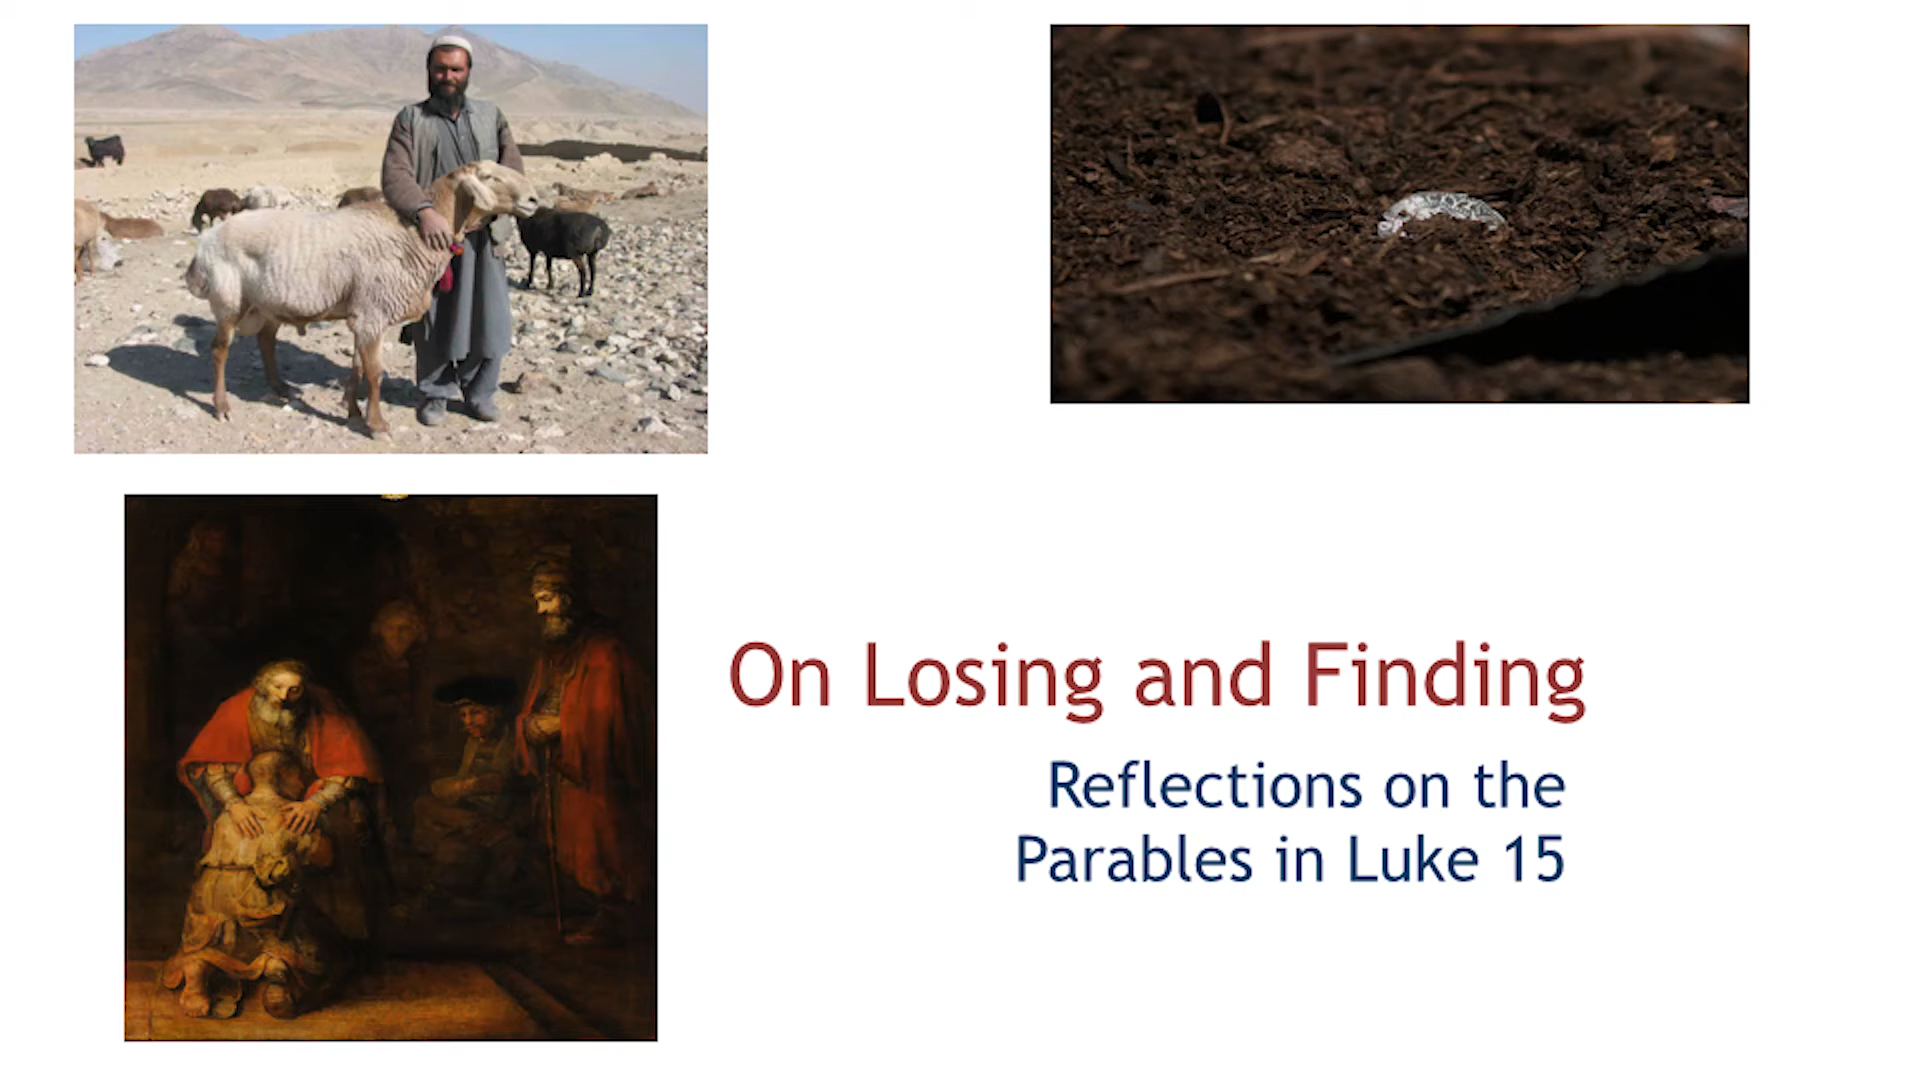 On Losing and Finding
Reflections on the
Parables in Luke 15